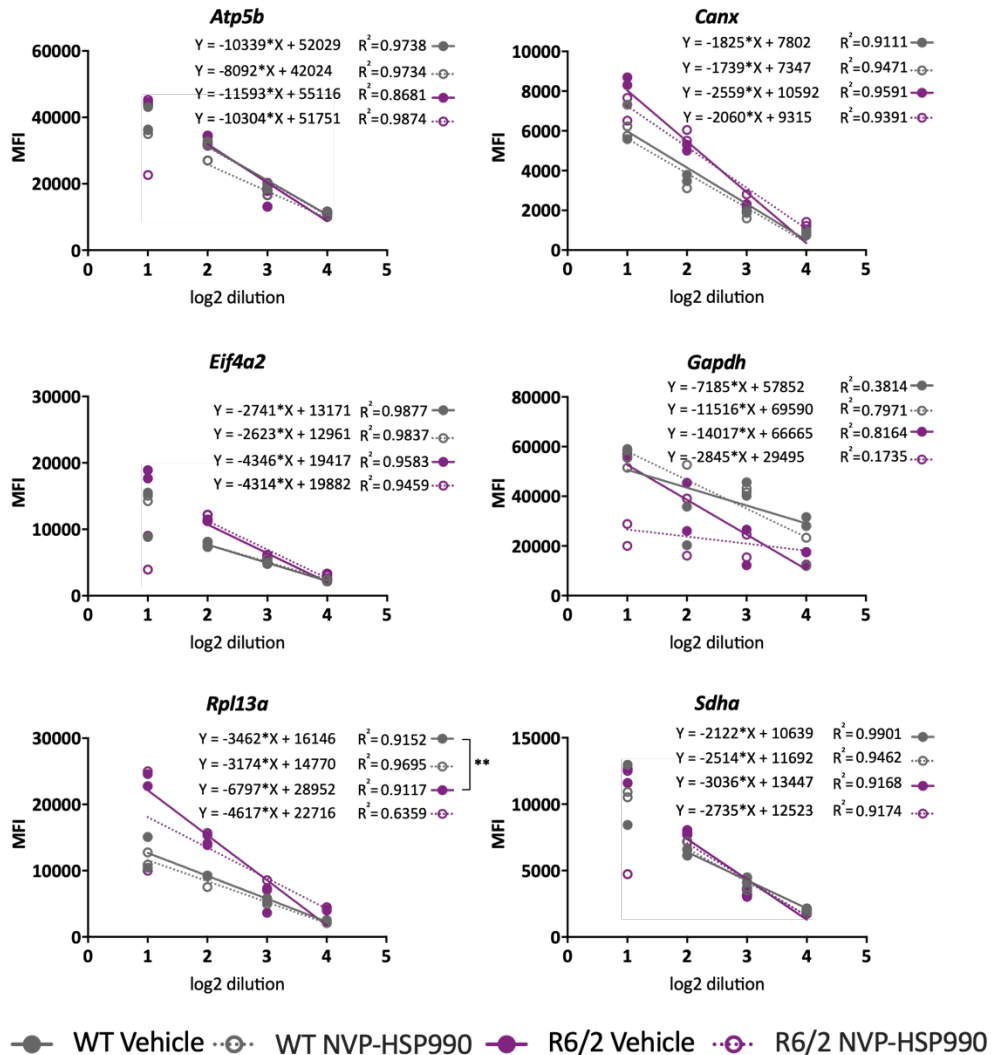 Atp5b
Y = -10339*X + 52029 R²=0.9738
Y = -8092*X + 42024 R²=0.9734
Y = -11593*X + 55116 R²=0.8681
Y = -10304*X + 51751 R²=0.9874
60000
40000
20000
0
MFI
0 1 2 3 4 5
log2 dilution
Canx
Y = -1825*X + 7802 R²=0.9111
Y = -1739*X + 7347 R²=0.9471
Y = -2559*X + 10592 R²=0.9591
Y = -2060*X + 9315 R²=0.9391
10000
8000
6000
4000
2000
0
MFI
0 1 2 3 4 5
log2 dilution
Eif4a2
Y = -2741*X + 13171 R²=0.9877
Y = -2623*X + 12961 R²=0.9837
Y = -4346*X + 19417 R²=0.9583
Y = -4314*X + 19882 R²=0.9459
30000
20000
10000
0
MFI
0 1 2 3 4 5
log2 dilution
Gapdh
Y = -7185*X + 57852 R²=0.3814
Y = -11516*X + 69590 R²=0.7971
Y = -14017*X + 66665 R²=0.8164
Y = -2845*X + 29495 R²=0.1735
80000
60000
40000
20000
0
MFI
0 1 2 3 4 5
log2 dilution
Rpl13a
Y = -3462*X + 16146 R²=0.9152
Y = -3174*X + 14770 R²=0.9695
Y = -6797*X + 28952 R²=0.9117
Y = -4617*X + 22716 R²=0.6359
**
30000
20000
10000
0
MFI
0 1 2 3 4 5
log2 dilution
Sdha
Y = -2122*X + 10639 R²=0.9901
Y = -2514*X + 11692 R²=0.9462
Y = -3036*X + 13447 R²=0.9168
Y = -2735*X + 12523 R²=0.9174
15000
10000
5000
0
MFI
0 1 2 3 4 5
log2 dilution
WT Vehicle WT NVP-HSP990 R6/2 Vehicle R6/2 NVP-HSP990